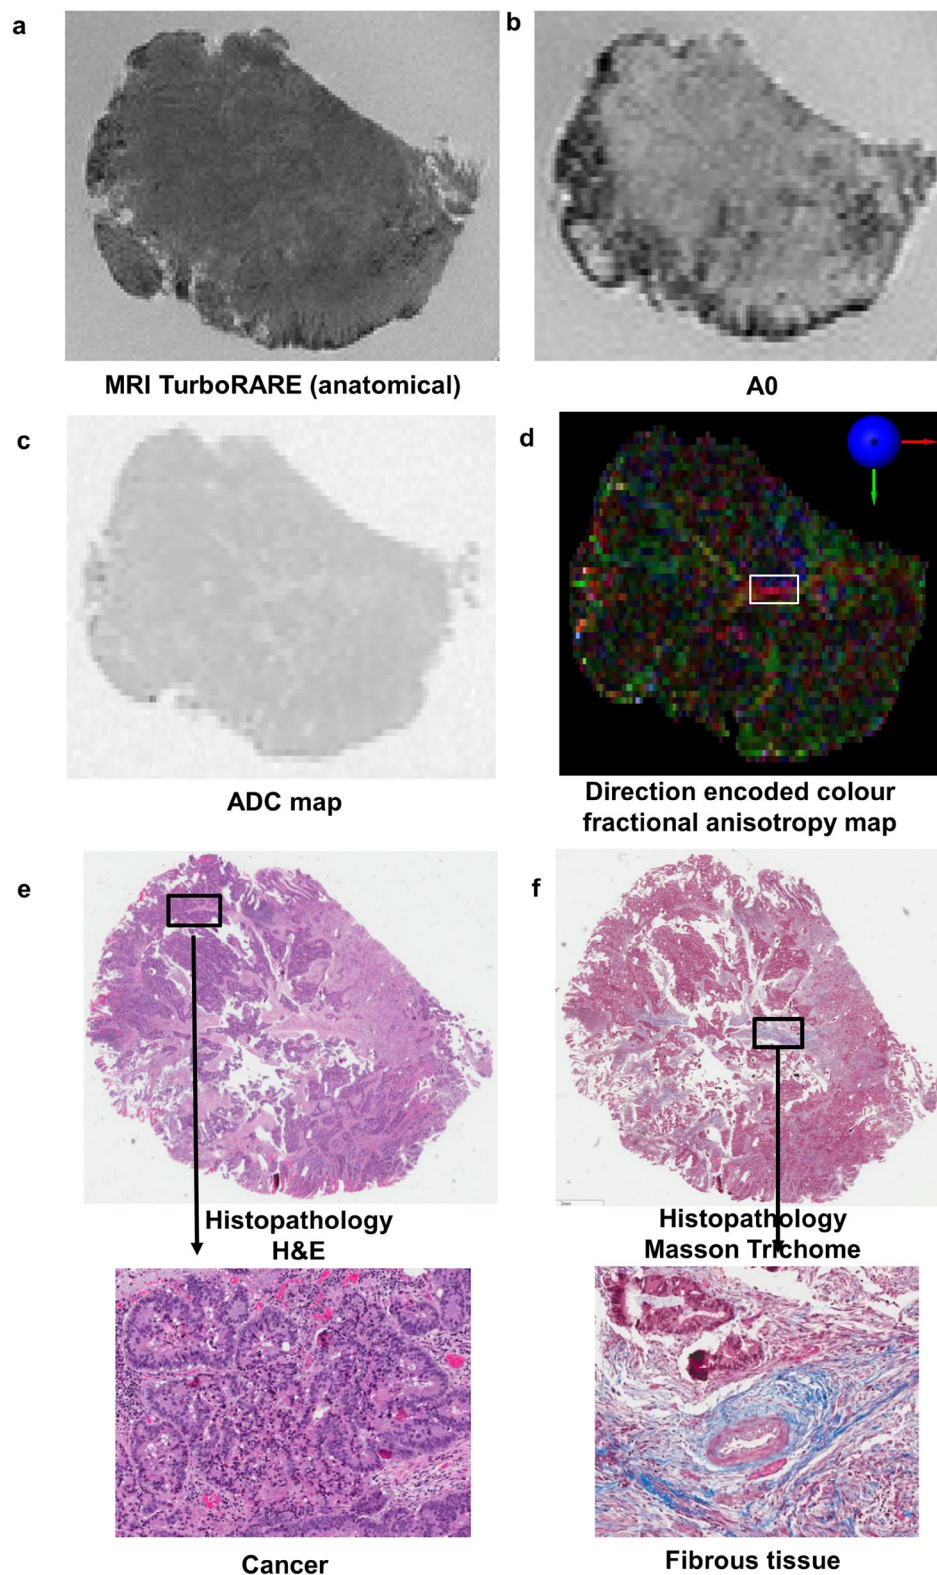 a
b
MRI TurboRARE (anatomical)
A0
c
d
ADC map
Direction encoded colour
fractional anisotropy map
e
f
2mm
Histopathology
H&E
Histopathology
Masson Trichome
Cancer
Fibrous tissue